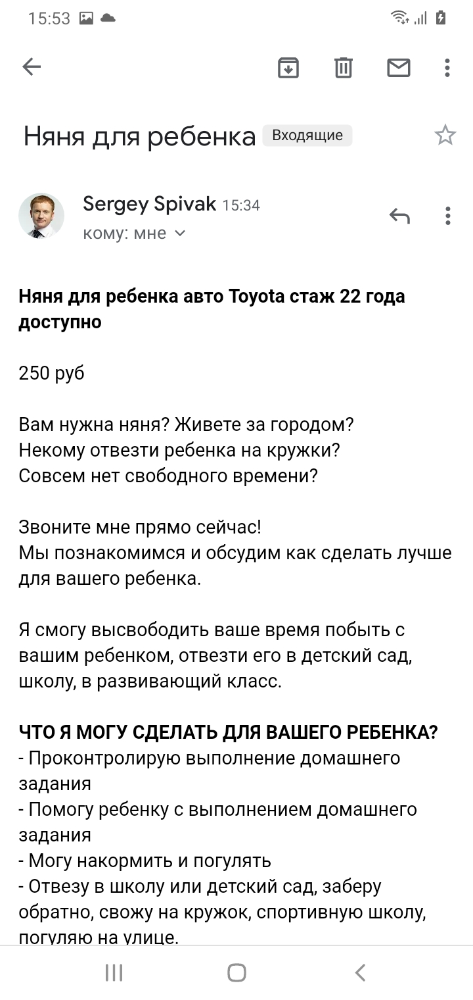 15:53
Няня для ребенка Входящие
Sergey Spivak 15:34
кому: мне
Няня для ребенка авто Toyota стаж 22 года
доступно
250 руб
Вам нужна няня? Живете за городом?
Некому отвезти ребенка на кружки?
Совсем нет свободного времени?
Звоните мне прямо сейчас!
Мы познакомимся и обсудим как сделать лучше
для вашего ребенка.
Я смогу высвободить ваше время побыть с
вашим ребенком, отвезти его в детский сад,
школу, в развивающий класс.
ЧТО Я МОГУ СДЕЛАТЬ ДЛЯ ВАШЕГО РЕБЕНКА?
- Проконтролирую выполнение домашнего
задания
- Помогу ребенку с выполнением домашнего
задания
- Могу накормить и погулять
- Отвезу в школу или детский сад, заберу
обратно, свожу на кружок, спортивную школу,
погуляю на улице.